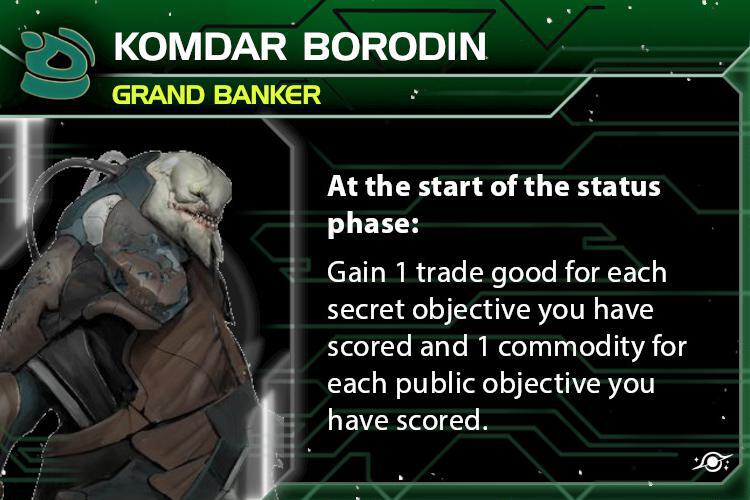 KOMDAR BORODIN
GRAND BANKER
At the start of the status
phase:
Gain 1 trade good for each
secret objective you have
scored and 1 commodity for
each public objective you
have scored.